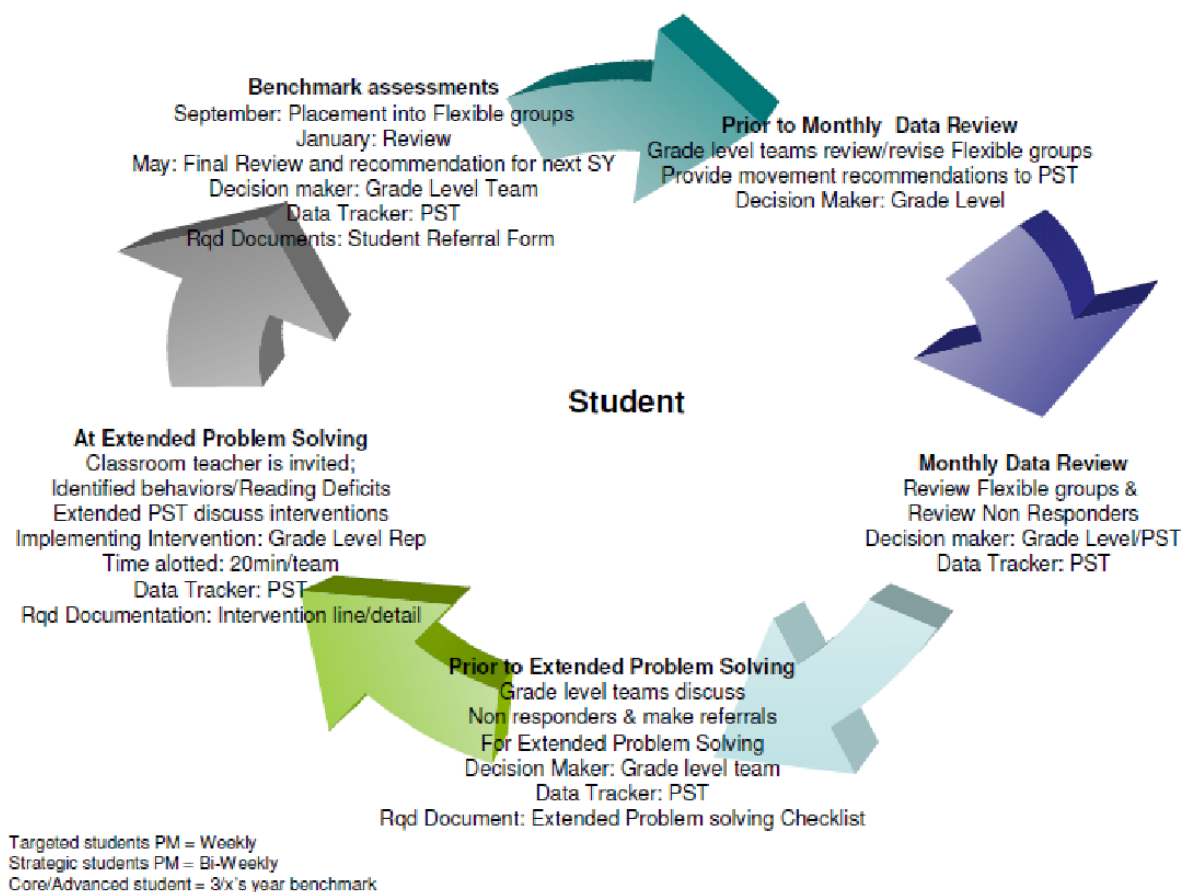 Benchmark assessments
September: Placement into Flexible groups
January: Review
May: Final Review and recommendation for next SY
Decision maker: Grade Level Team
Data Tracker: PST
Rqd Documents: Student Referral Form
Prior to Monthly Data Review
Grade level teams review/revise Flexible groups
Provide movement recommendations to PST
Decision Maker: Grade Level
Student
Monthly Data Review
Review Flexible groups &
Review Non Responders
Decision maker: Grade Level/PST
Data Tracker: PST
Prior to Extended Problem Solving
Grade level teams discuss
Non responders & make referrals
For Extended Problem Solving
Decision Maker: Grade level team
Data Tracker: PST
Rqd Document: Extended Problem solving Checklist
At Extended Problem Solving
Classroom teacher is invited;
Identified behaviors/Reading Deficits
Extended PST discuss interventions
Implementing Intervention: Grade Level Rep
Time alotted: 20min/team
Data Tracker: PST
Rqd Documentation: Intervention line/detail
Targeted students PM = Weekly
Strategic students PM = Bi-Weekly
Core/Advanced student = 3/x's year benchmark